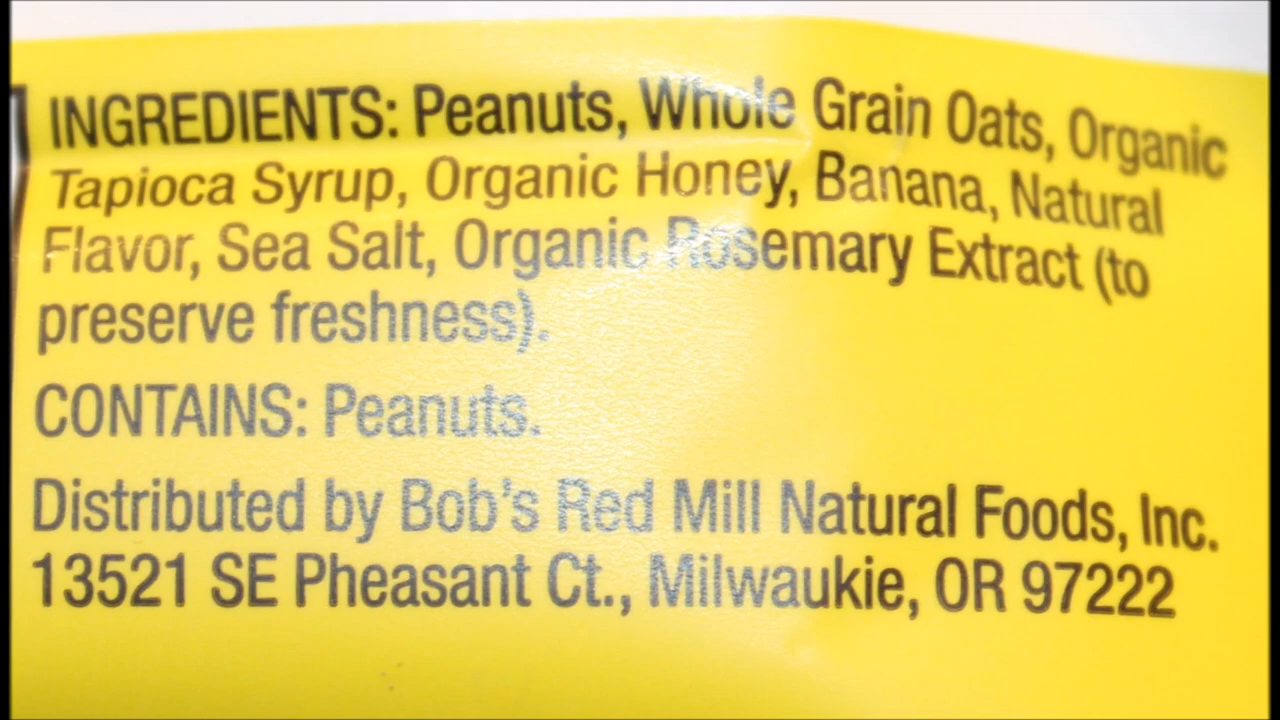 INGREDIENTS: Peanuts, Whole Grain Oats, Organic
Tapioca Syrup, Organic Honey, Banana, Natural
Flavor, Sea Salt, Organic Rosemary Extract (to
preserve freshness).
CONTAINS: Peanuts.
Distributed by Bob's Red Mill Natural Foods, Inc.
13521 SE Pheasant Ct., Milwaukie, OR 97222